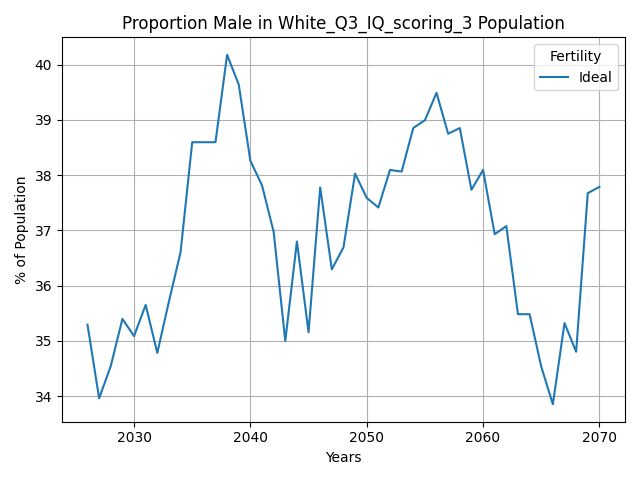 Proportion Male in White_Q3_IQ_scoring_3 Population
Fertility
Ideal
% of Population
40
39
38
37
36
35
34
2030
2040
2050
2060
2070
Years